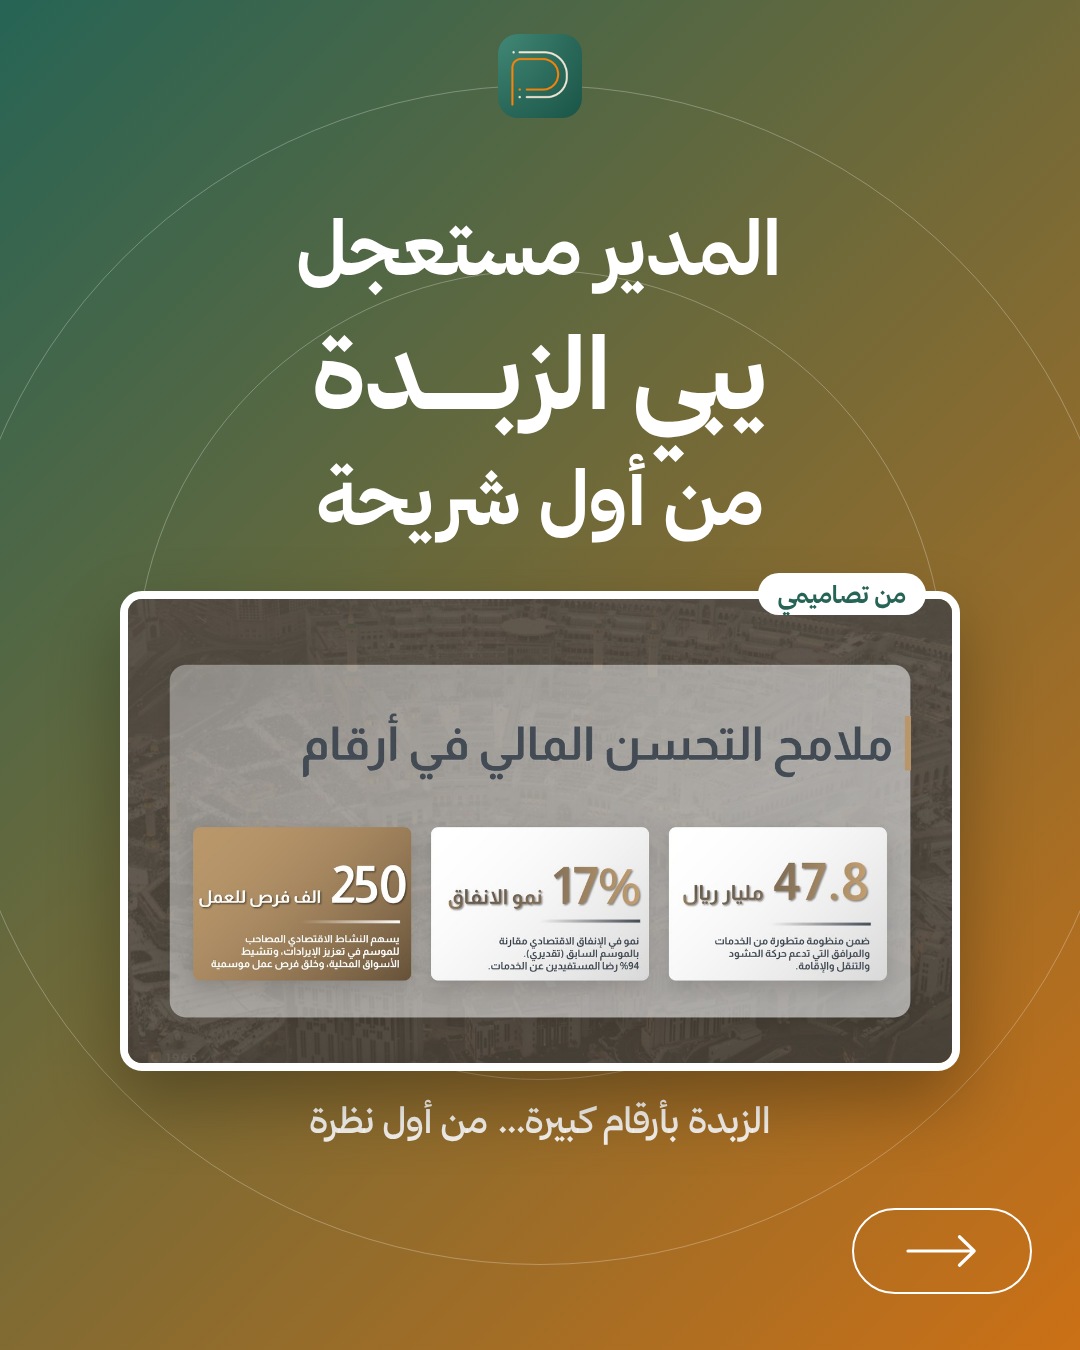 المدير مستعجل
يبي الزبـــدة
من أول شريحة
من تصاميمي
ملامح التحسن المالي في أرقام
47.8 مليار ريال
ضمن منظومة متطورة من الخدمات
والمرافق التي تدعم حركة الحشود
والتنقل والإقامة.
17% نمو الانفاق
نمو في الإنفاق الاقتصادي مقارنة
بالموسم السابق (تقديري).
94% رضا المستفيدين عن الخدمات.
250 الف فرص للعمل
يسهم النشاط الاقتصادي المصاحب
للموسم في تعزيز الإيرادات، وتنشيط
الأسواق المحلية، وخلق فرص عمل موسمية
الزبدة بأرقام كبيرة... من أول نظرة